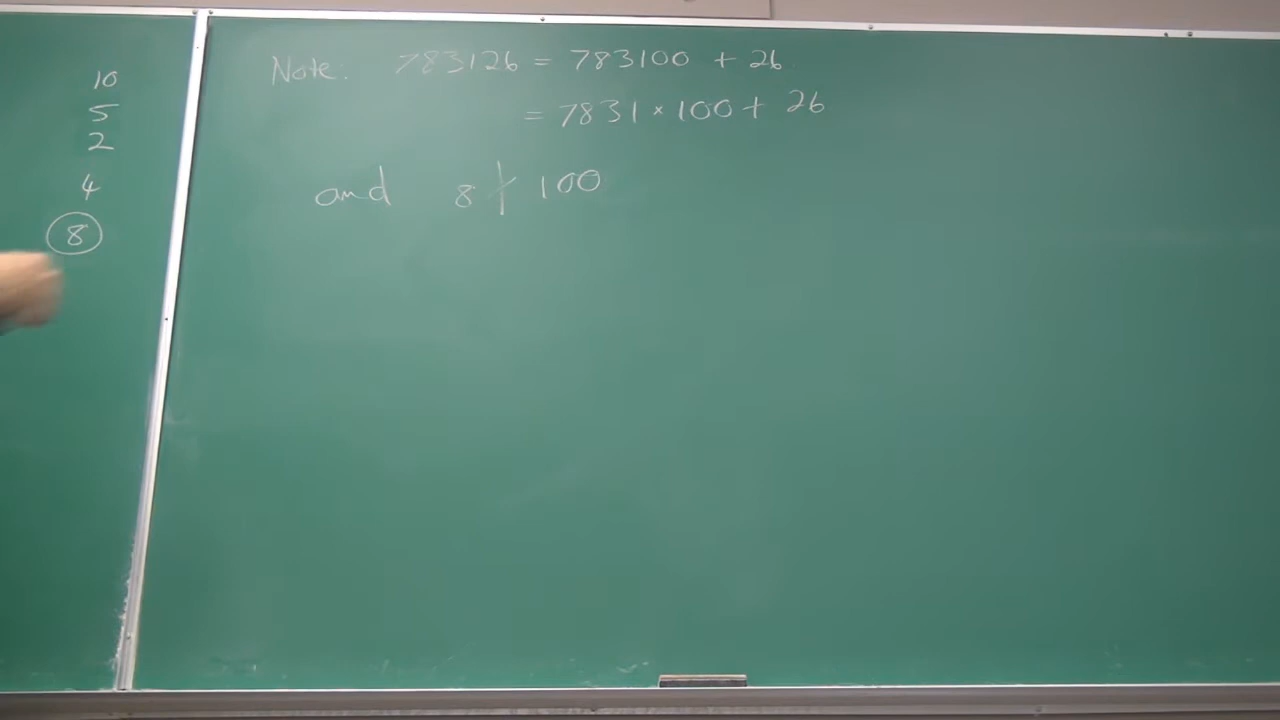 10
5
2
4
8
Note: 783126 = 783100 + 26
= 7831 × 100 + 26
and 8 ∤ 100